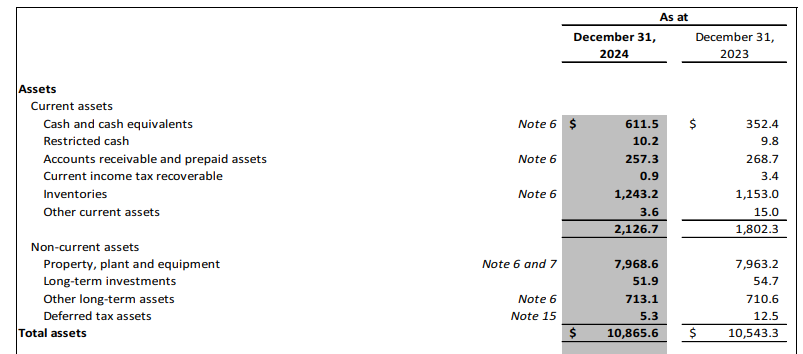 As at
December 31, December 31,
2024 2023
Assets
Current assets
Cash and cash equivalents Note 6 $ 611.5 $ 352.4
Restricted cash 10.2 9.8
Accounts receivable and prepaid assets Note 6 257.3 268.7
Current income tax recoverable 0.9 3.4
Inventories Note 6 1,243.2 1,153.0
Other current assets 3.6 15.0
2,126.7 1,802.3
Non-current assets
Property, plant and equipment Note 6 and 7 7,968.6 7,963.2
Long-term investments 51.9 54.7
Other long-term assets Note 6 713.1 710.6
Deferred tax assets Note 15 5.3 12.5
Total assets $ 10,865.6 $ 10,543.3